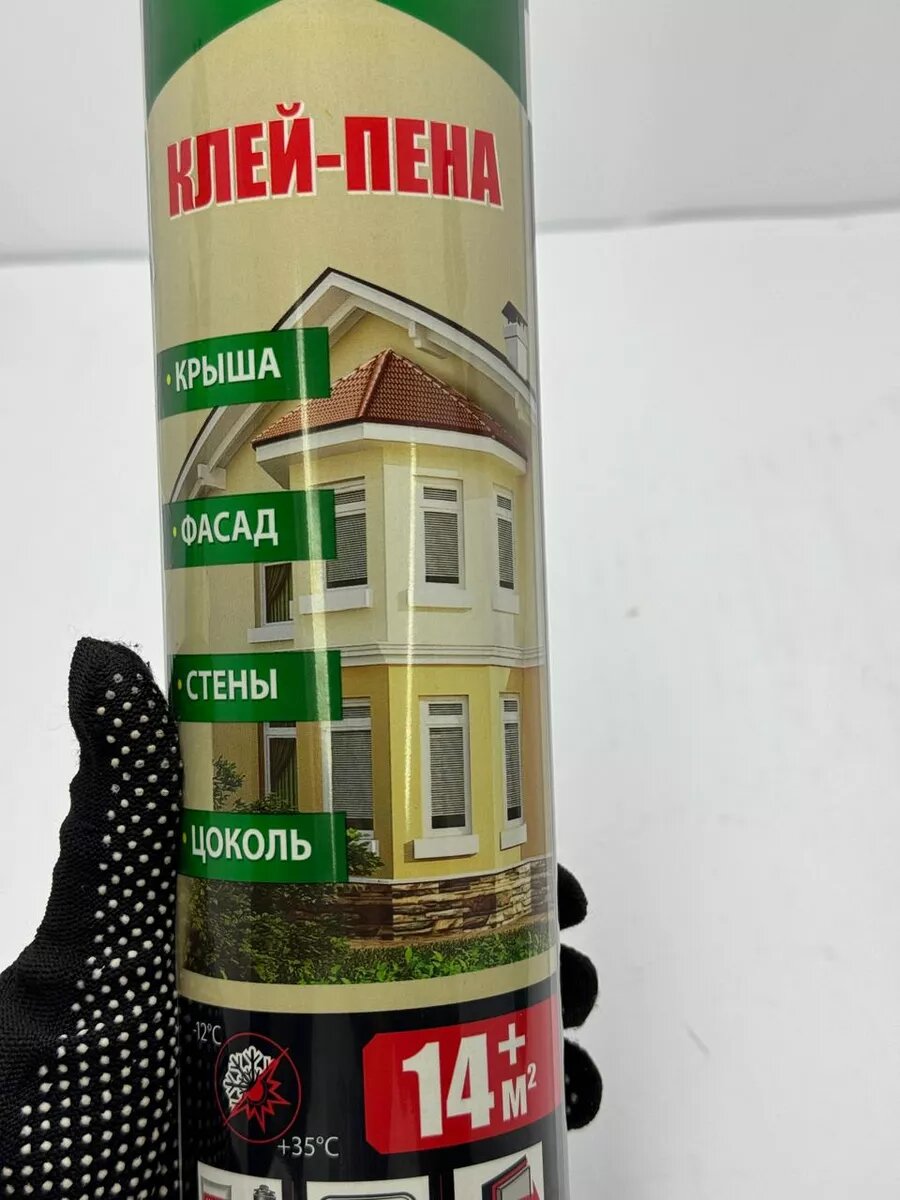 КЛЕЙ-ПЕНА
• КРЫША
• ФАСАД
• СТЕНЫ
• ЦОКОЛЬ
-12°C
+35°C
14+ м²